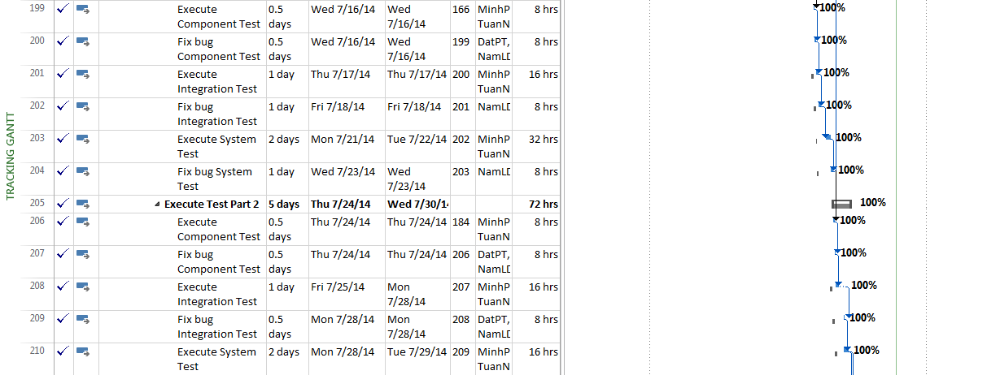 TRACKING GANTT
199 Execute 0.5 Wed 7/16/14 Wed 166 MinhP 8 hrs 100%
Component Test days 7/16/14 TuanN
200 Fix bug 0.5 Wed 7/16/14 Wed 199 DatPT, 8 hrs 100%
Component Test days 7/16/14 NamLD
201 Execute 1 day Thu 7/17/14 Thu 7/17/14 200 MinhP 16 hrs 100%
Integration Test TuanN
202 Fix bug 1 day Fri 7/18/14 Fri 7/18/14 201 NamLD 8 hrs 100%
Integration Test
203 Execute System 2 days Mon 7/21/14 Tue 7/22/14 202 MinhP 32 hrs 100%
Test TuanN
204 Fix bug System 1 day Wed 7/23/14 Wed 203 NamLD 8 hrs 100%
Test 7/23/14
205 Execute Test Part 2 5 days Thu 7/24/14 Wed 7/30/14 72 hrs 100%
206 Execute 0.5 Thu 7/24/14 Thu 7/24/14 184 MinhP 8 hrs 100%
Component Test days TuanN
207 Fix bug 0.5 Thu 7/24/14 Thu 7/24/14 206 DatPT, 8 hrs 100%
Component Test days NamLD
208 Execute 1 day Fri 7/25/14 Mon 207 MinhP 16 hrs 100%
Integration Test 7/28/14 TuanN
209 Fix bug 0.5 Mon 7/28/14 Mon 208 DatPT, 8 hrs 100%
Integration Test days 7/28/14 NamLD
210 Execute System 2 days Mon 7/28/14 Tue 7/29/14 209 MinhP 16 hrs 100%
Test TuanN